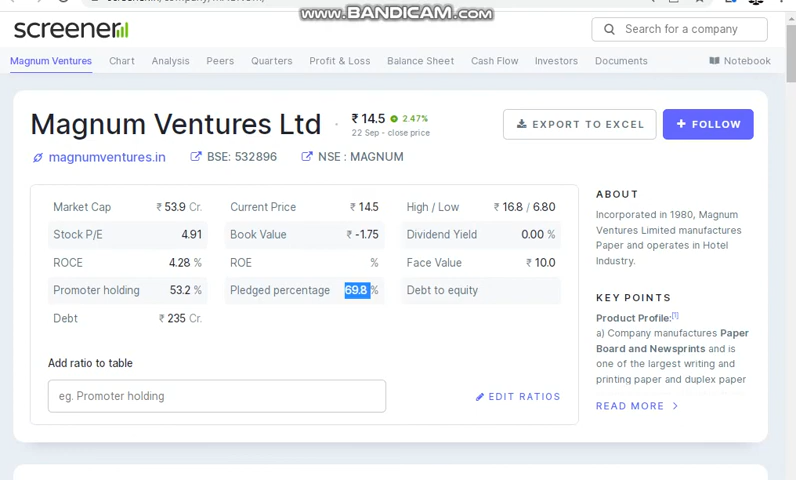 www.BANDICAM.com
screener
Search for a company
Magnum Ventures Chart Analysis Peers Quarters Profit & Loss Balance Sheet Cash Flow Investors Documents Notebook
Magnum Ventures Ltd
₹ 14.5 2.47%
22 Sep - close price
EXPORT TO EXCEL
+ FOLLOW
magnumventures.in BSE: 532896 NSE : MAGNUM
Market Cap ₹ 53.9 Cr. Current Price ₹ 14.5 High / Low ₹ 16.8 / 6.80
Stock P/E 4.91 Book Value ₹ -1.75 Dividend Yield 0.00 %
ROCE 4.28 % ROE % Face Value ₹ 10.0
Promoter holding 53.2 % Pledged percentage 69.8 % Debt to equity
Debt ₹ 235 Cr.
Add ratio to table
eg. Promoter holding
EDIT RATIOS
ABOUT
Incorporated in 1980, Magnum
Ventures Limited manufactures
Paper and operates in Hotel
Industry.
KEY POINTS
Product Profile:[1]
a) Company manufactures Paper
Board and Newsprints and is
one of the largest writing and
printing paper and duplex paper
READ MORE